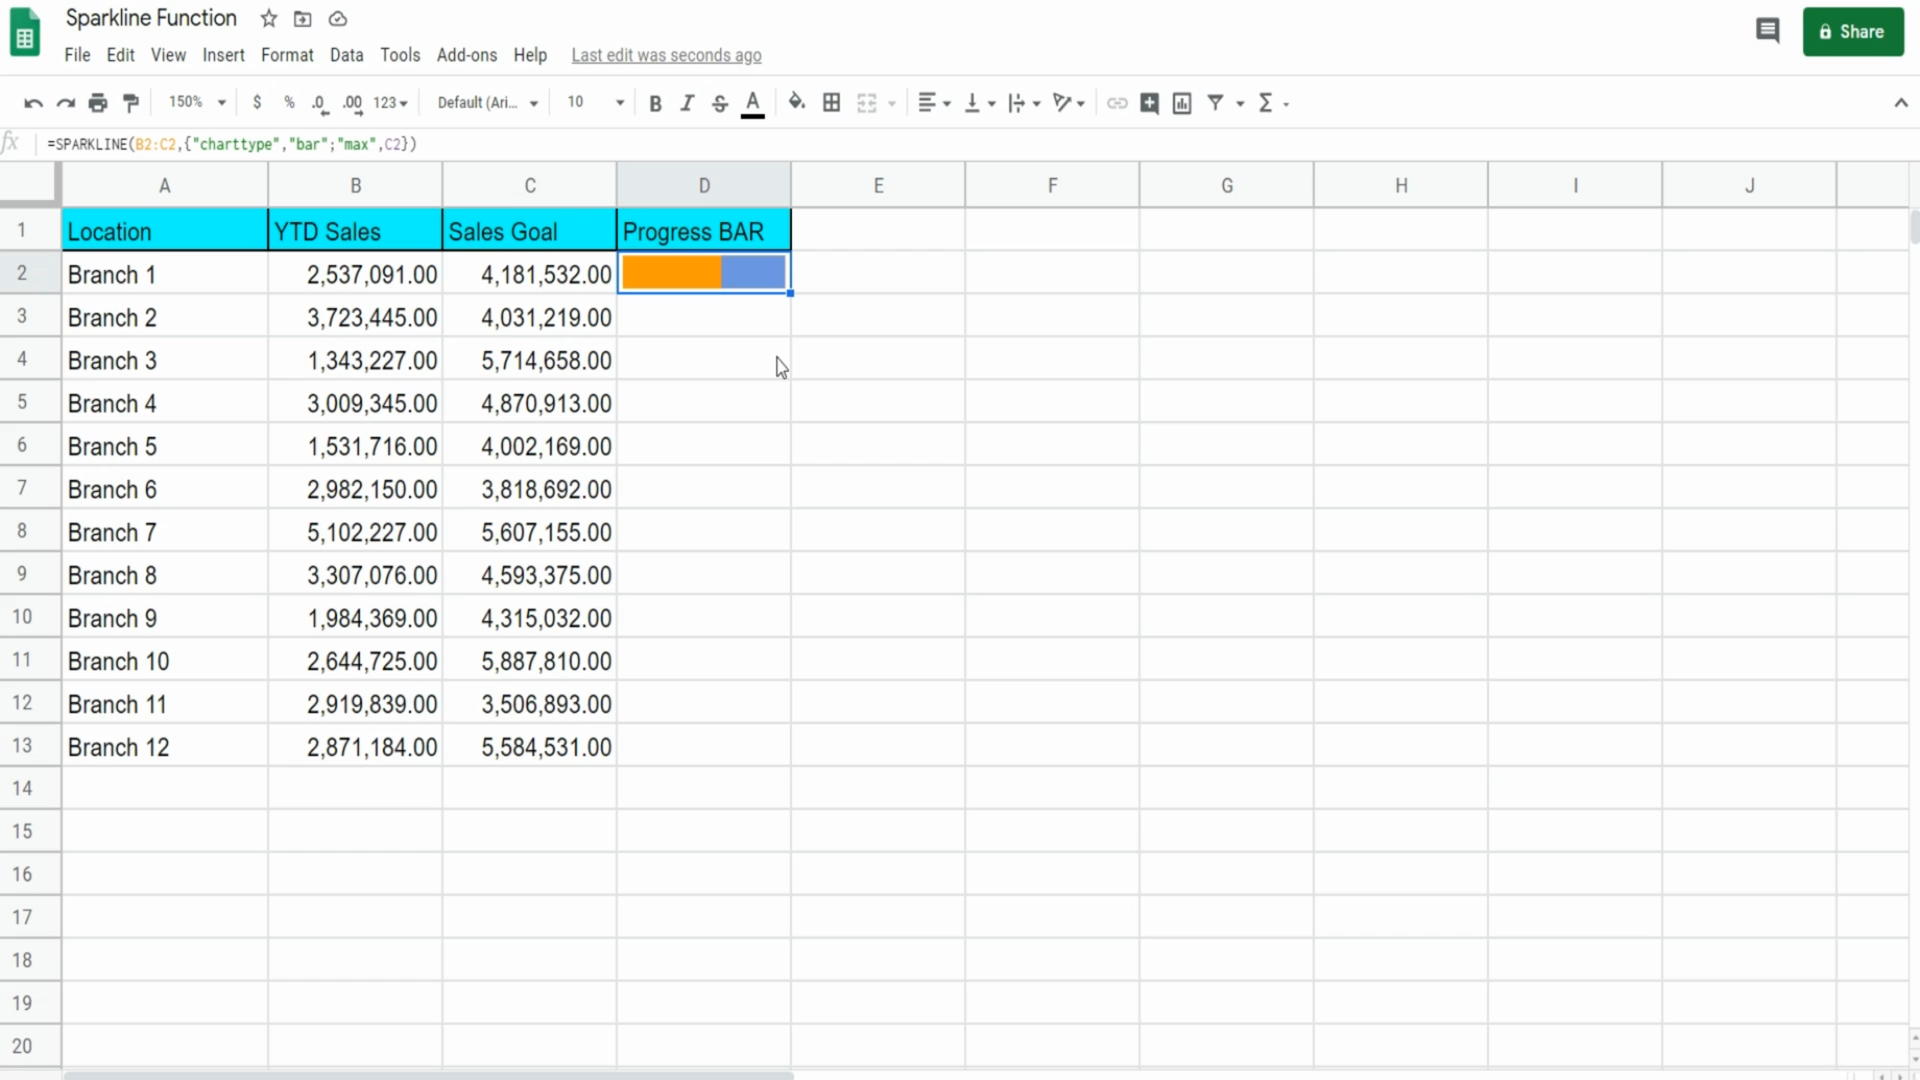 Sparkline Function
File Edit View Insert Format Data Tools Add-ons Help Last edit was seconds ago
Share
150% $ % .0 .00 123 Default (Ari... 10 B I S A Σ
fx =SPARKLINE(B2:C2,{"charttype","bar";"max",C2})
A B C D E F G H I J
1 Location YTD Sales Sales Goal Progress BAR
2 Branch 1 2,537,091.00 4,181,532.00
3 Branch 2 3,723,445.00 4,031,219.00
4 Branch 3 1,343,227.00 5,714,658.00
5 Branch 4 3,009,345.00 4,870,913.00
6 Branch 5 1,531,716.00 4,002,169.00
7 Branch 6 2,982,150.00 3,818,692.00
8 Branch 7 5,102,227.00 5,607,155.00
9 Branch 8 3,307,076.00 4,593,375.00
10 Branch 9 1,984,369.00 4,315,032.00
11 Branch 10 2,644,725.00 5,887,810.00
12 Branch 11 2,919,839.00 3,506,893.00
13 Branch 12 2,871,184.00 5,584,531.00
14
15
16
17
18
19
20